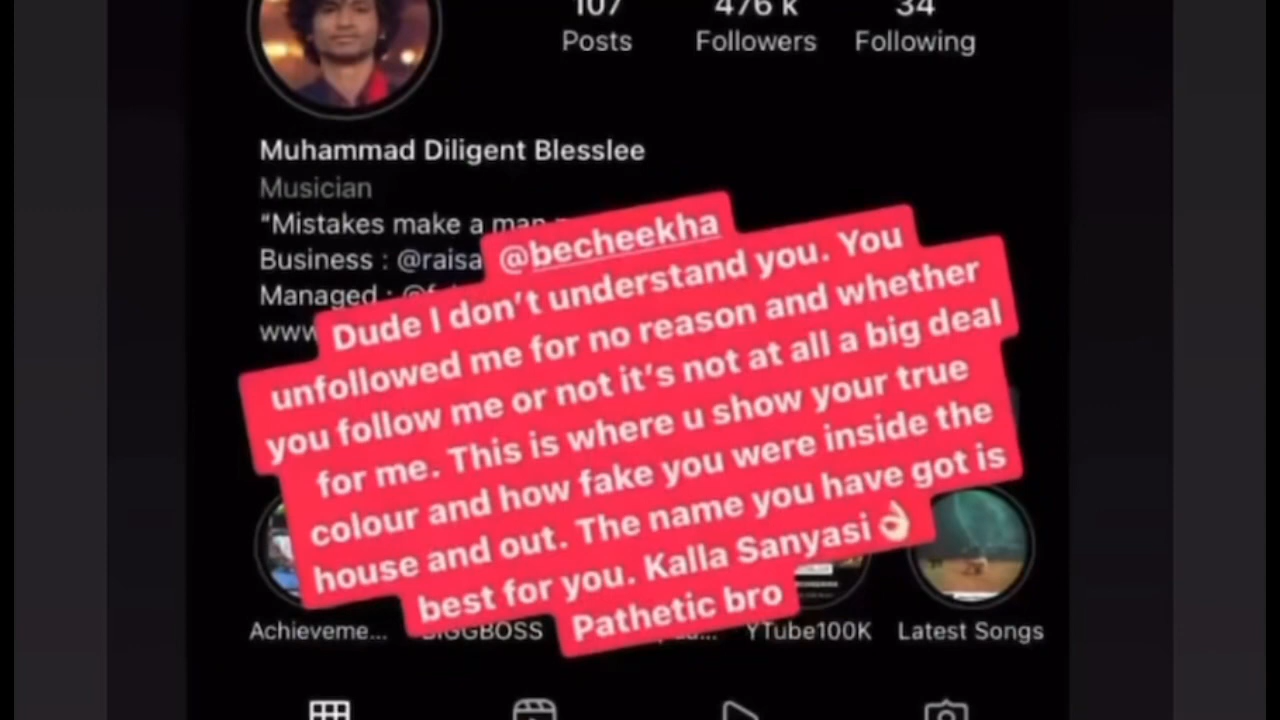 107 476 k 34
Posts Followers Following
Muhammad Diligent Blesslee
Musician
“Mistakes make a man
Business : @raisa
Managed :
www
@becheekha
Dude I don’t understand you. You
unfollowed me for no reason and whether
you follow me or not it’s not at all a big deal
for me. This is where u show your true
colour and how fake you were inside the
house and out. The name you have got is
best for you. Kalla Sanyasi👌🏻
Pathetic bro
Achieveme... BIGGBOSS YTube100K Latest Songs